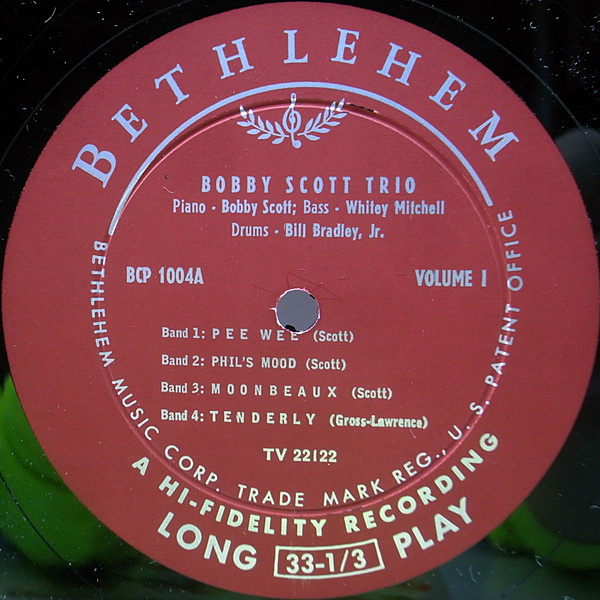 BETHLEHEM
BOBBY SCOTT TRIO
Piano - Bobby Scott; Bass - Whitey Mitchell
Drums - Bill Bradley, Jr.
BCP 1004A
VOLUME I
Band 1: PEE WEE (Scott)
Band 2: PHIL'S MOOD (Scott)
Band 3: MOONBEAUX (Scott)
Band 4: TENDERLY (Gross-Lawrence)
TV 22122
BETHLEHEM MUSIC CORP. TRADE MARK REG., U. S. PATENT OFFICE
A HI-FIDELITY RECORDING
LONG 33-1/3 PLAY